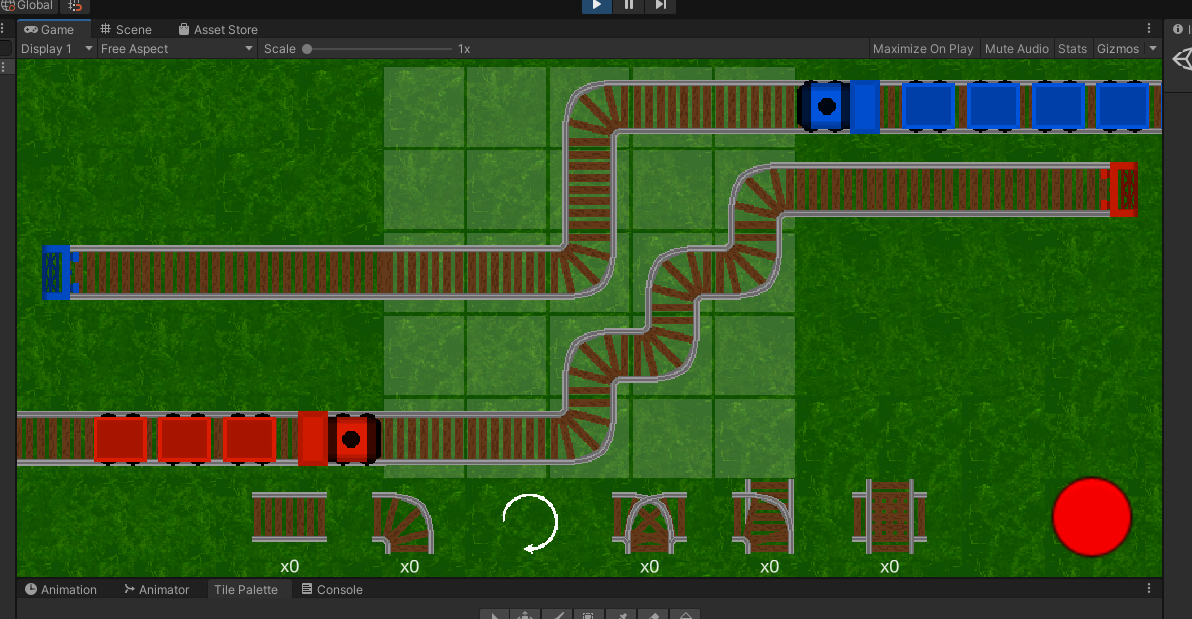 Global
Game Scene Asset Store
Display 1 Free Aspect Scale 1x Maximize On Play Mute Audio Stats Gizmos
x0 x0 x0 x0 x0
Animation Animator Tile Palette Console